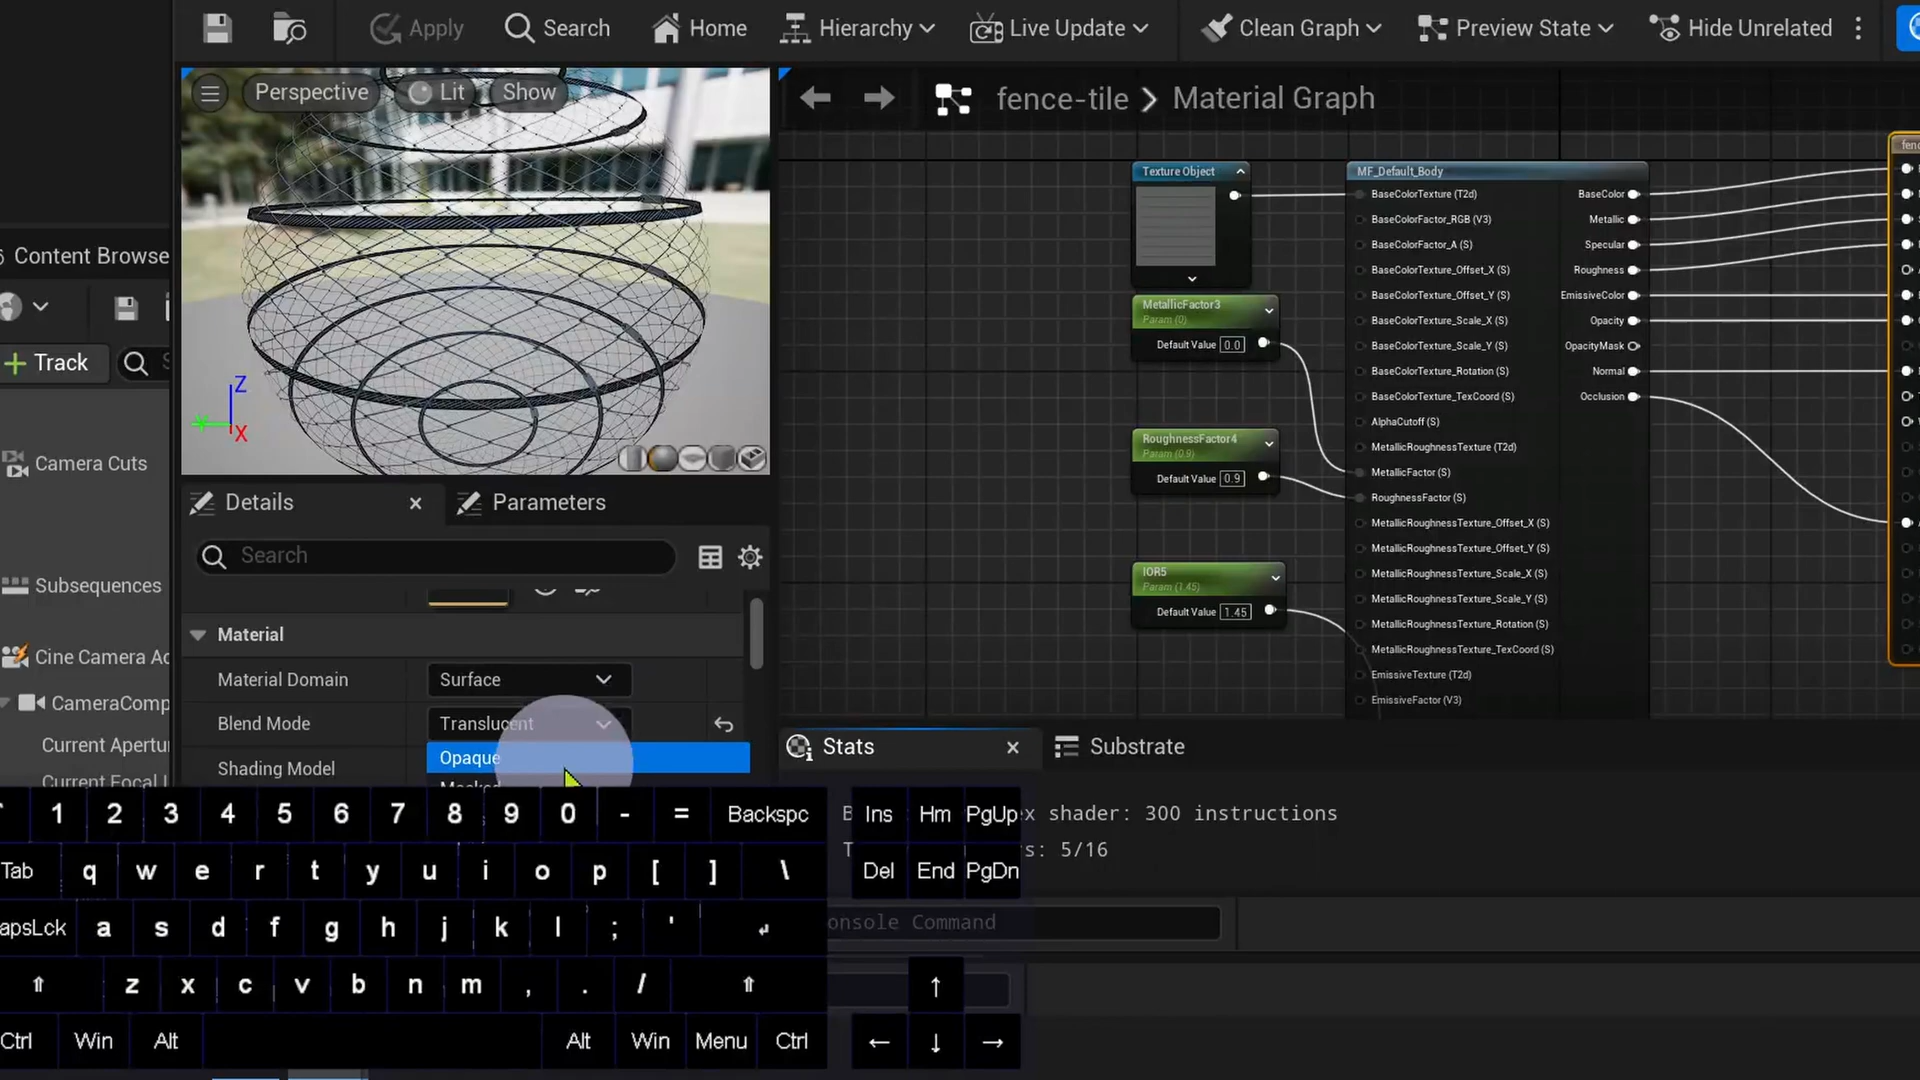 Apply
Search
Home
Hierarchy
Live Update
Clean Graph
Preview State
Hide Unrelated
Perspective
Lit
Show
fence-tile
Material Graph
Z
X
Content Browse
+ Track
Camera Cuts
Subsequences
Cine Camera Ac
CameraComp
Current Apertur
Current Focal
Details
Parameters
Search
Material
Material Domain
Surface
Blend Mode
Translucent
Opaque
Shading Model
Texture Object
MetallicFactor3
Param (0)
Default Value 0.0
RoughnessFactor4
Param (0.9)
Default Value 0.9
IOR5
Param (1.45)
Default Value 1.45
MF_Default_Body
BaseColorTexture (T2d)
BaseColor
BaseColorFactor_RGB (V3)
Metallic
BaseColorFactor_A (S)
Specular
BaseColorTexture_Offset_X (S)
Roughness
BaseColorTexture_Offset_Y (S)
EmissiveColor
BaseColorTexture_Scale_X (S)
Opacity
BaseColorTexture_Scale_Y (S)
OpacityMask
BaseColorTexture_Rotation (S)
Normal
BaseColorTexture_TexCoord (S)
Occlusion
AlphaCutoff (S)
MetallicRoughnessTexture (T2d)
MetallicFactor (S)
RoughnessFactor (S)
MetallicRoughnessTexture_Offset_X (S)
MetallicRoughnessTexture_Offset_Y (S)
MetallicRoughnessTexture_Scale_X (S)
MetallicRoughnessTexture_Scale_Y (S)
MetallicRoughnessTexture_Rotation (S)
MetallicRoughnessTexture_TexCoord (S)
EmissiveTexture (T2d)
EmissiveFactor (V3)
fenc
Stats
Substrate
ex shader: 300 instructions
s: 5/16
onsole Command
1 2 3 4 5 6 7 8 9 0 - = Backspc
Ins Hm PgUp
Tab q w e r t y u i o p [ ] \
Del End PgDn
apsLck a s d f g h j k l ; ' ↵
⇑ z x c v b n m , . / ⇑
↑
Ctrl Win Alt Alt Win Menu Ctrl
← ↓ →